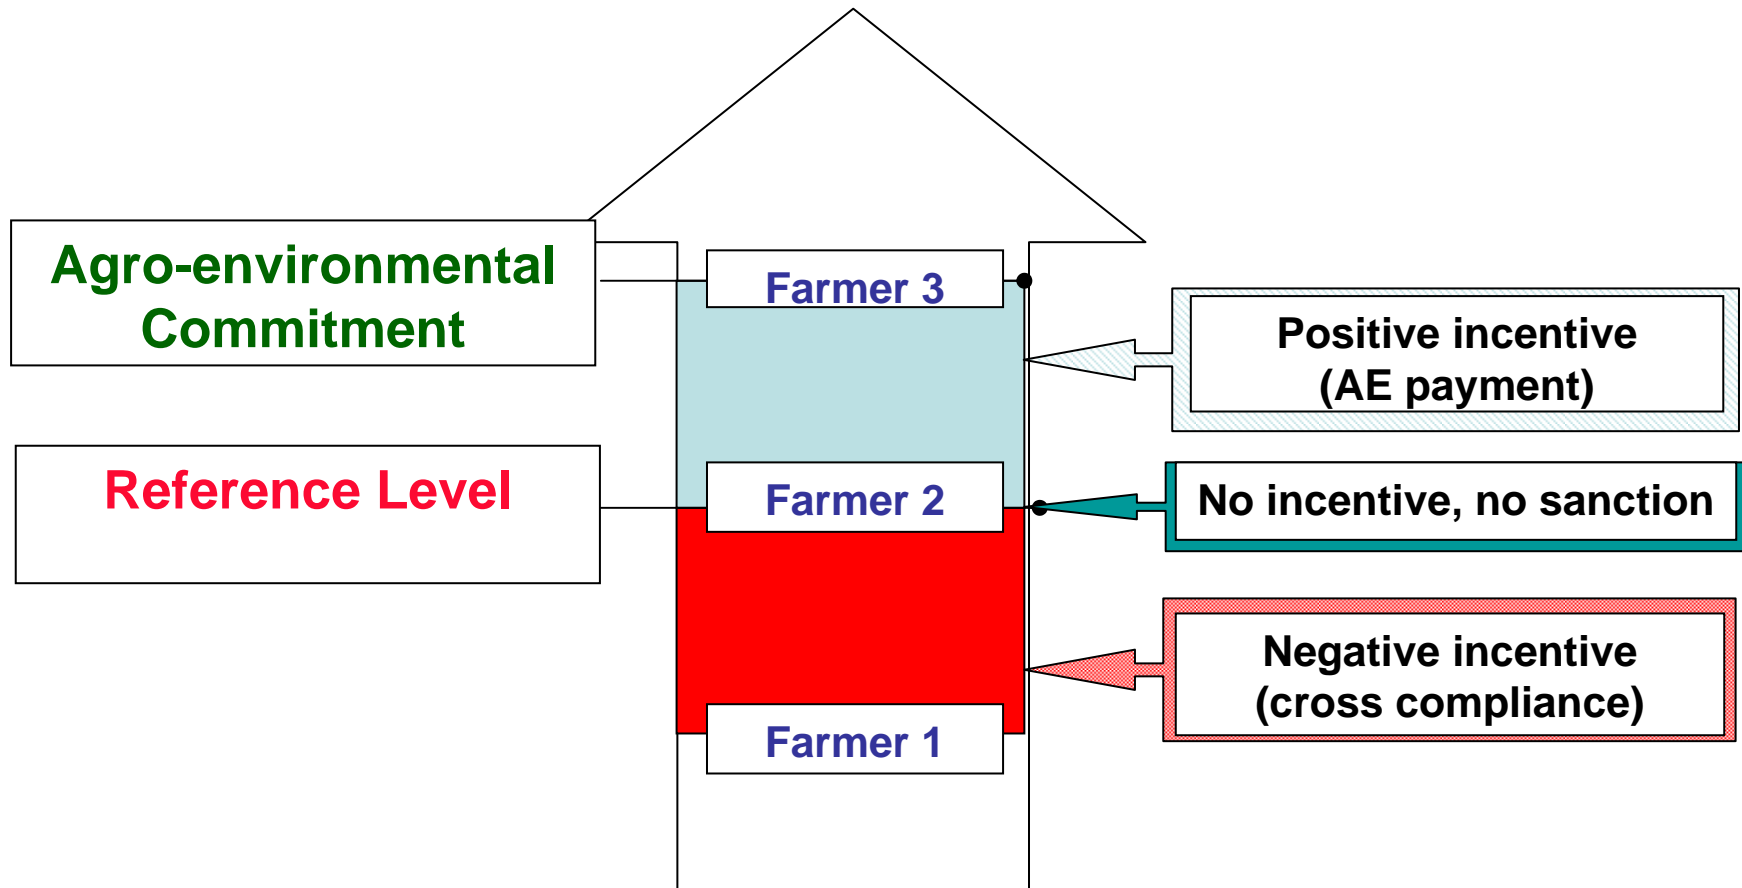 Agro-environmental
Commitment
Farmer 3
Positive incentive
(AE payment)
Reference Level
Farmer 2
No incentive, no sanction
Negative incentive
(cross compliance)
Farmer 1